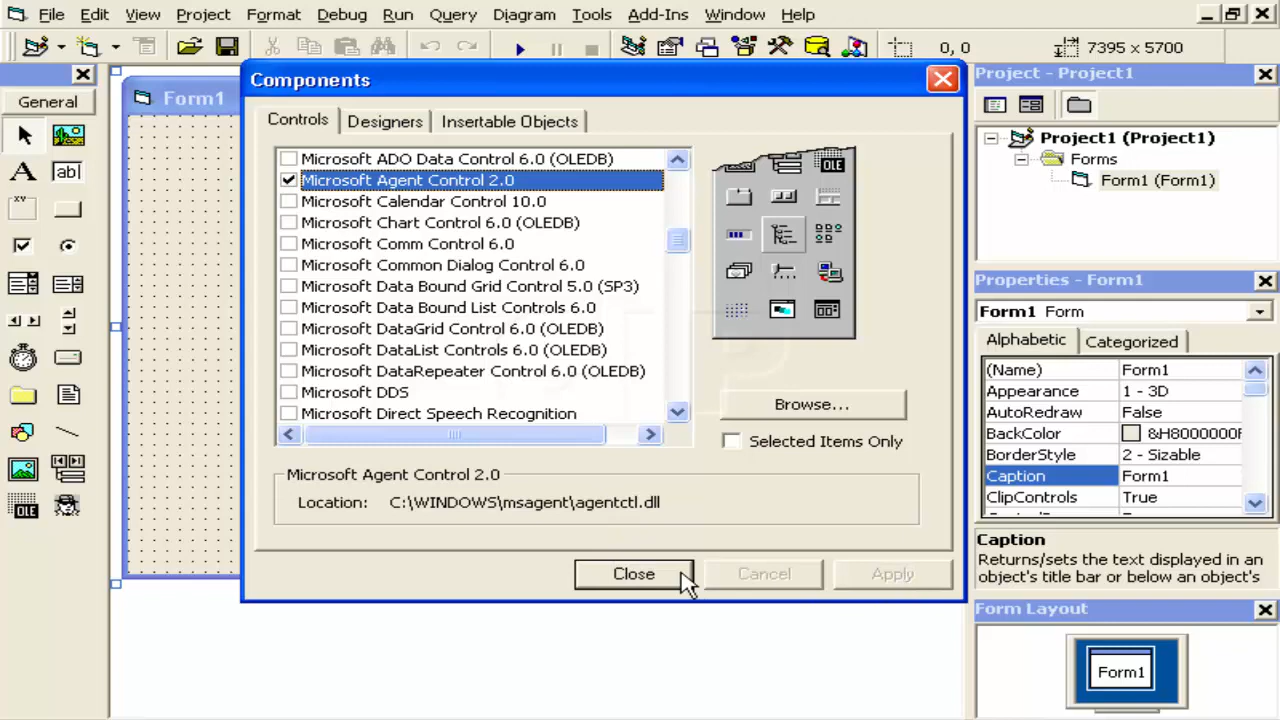 File Edit View Project Format Debug Run Query Diagram Tools Add-Ins Window Help
0, 0 7395 x 5700
General
Form1
Components
Controls Designers Insertable Objects
Microsoft ADO Data Control 6.0 (OLEDB)
Microsoft Agent Control 2.0
Microsoft Calendar Control 10.0
Microsoft Chart Control 6.0 (OLEDB)
Microsoft Comm Control 6.0
Microsoft Common Dialog Control 6.0
Microsoft Data Bound Grid Control 5.0 (SP3)
Microsoft Data Bound List Controls 6.0
Microsoft DataGrid Control 6.0 (OLEDB)
Microsoft DataList Controls 6.0 (OLEDB)
Microsoft DataRepeater Control 6.0 (OLEDB)
Microsoft DDS
Microsoft Direct Speech Recognition
OLE
Browse...
Selected Items Only
Microsoft Agent Control 2.0
Location: C:\WINDOWS\msagent\agentctl.dll
Close Cancel Apply
A ab|
XY
OLE
Project - Project1
Project1 (Project1)
Forms
Form1 (Form1)
Properties - Form1
Form1 Form
Alphabetic Categorized
(Name) Form1
Appearance 1 - 3D
AutoRedraw False
BackColor &H8000000F
BorderStyle 2 - Sizable
Caption Form1
ClipControls True
Caption
Returns/sets the text displayed in an
object's title bar or below an object's
Form Layout
Form1